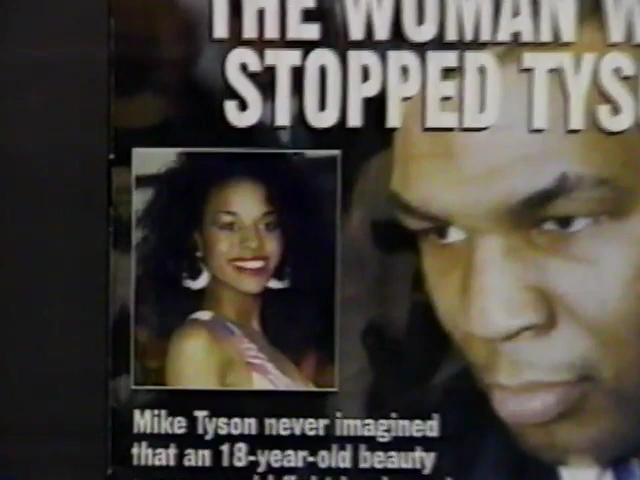 THE WOMAN W
STOPPED TYS
Mike Tyson never imagined
that an 18-year-old beauty